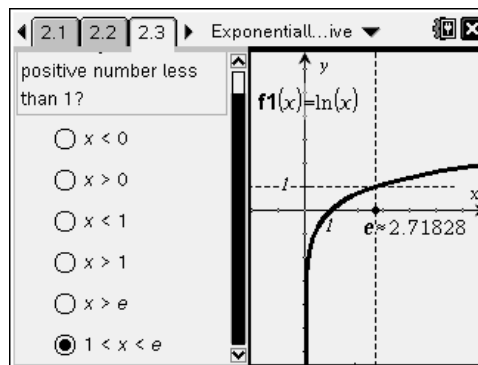 2.1 2.2 2.3 Exponentiall...ive
positive number less
than 1?
x < 0
x > 0
x < 1
x > 1
x > e
1 < x < e
y
f1(x)=ln(x)
1
x
1
e≈2.71828